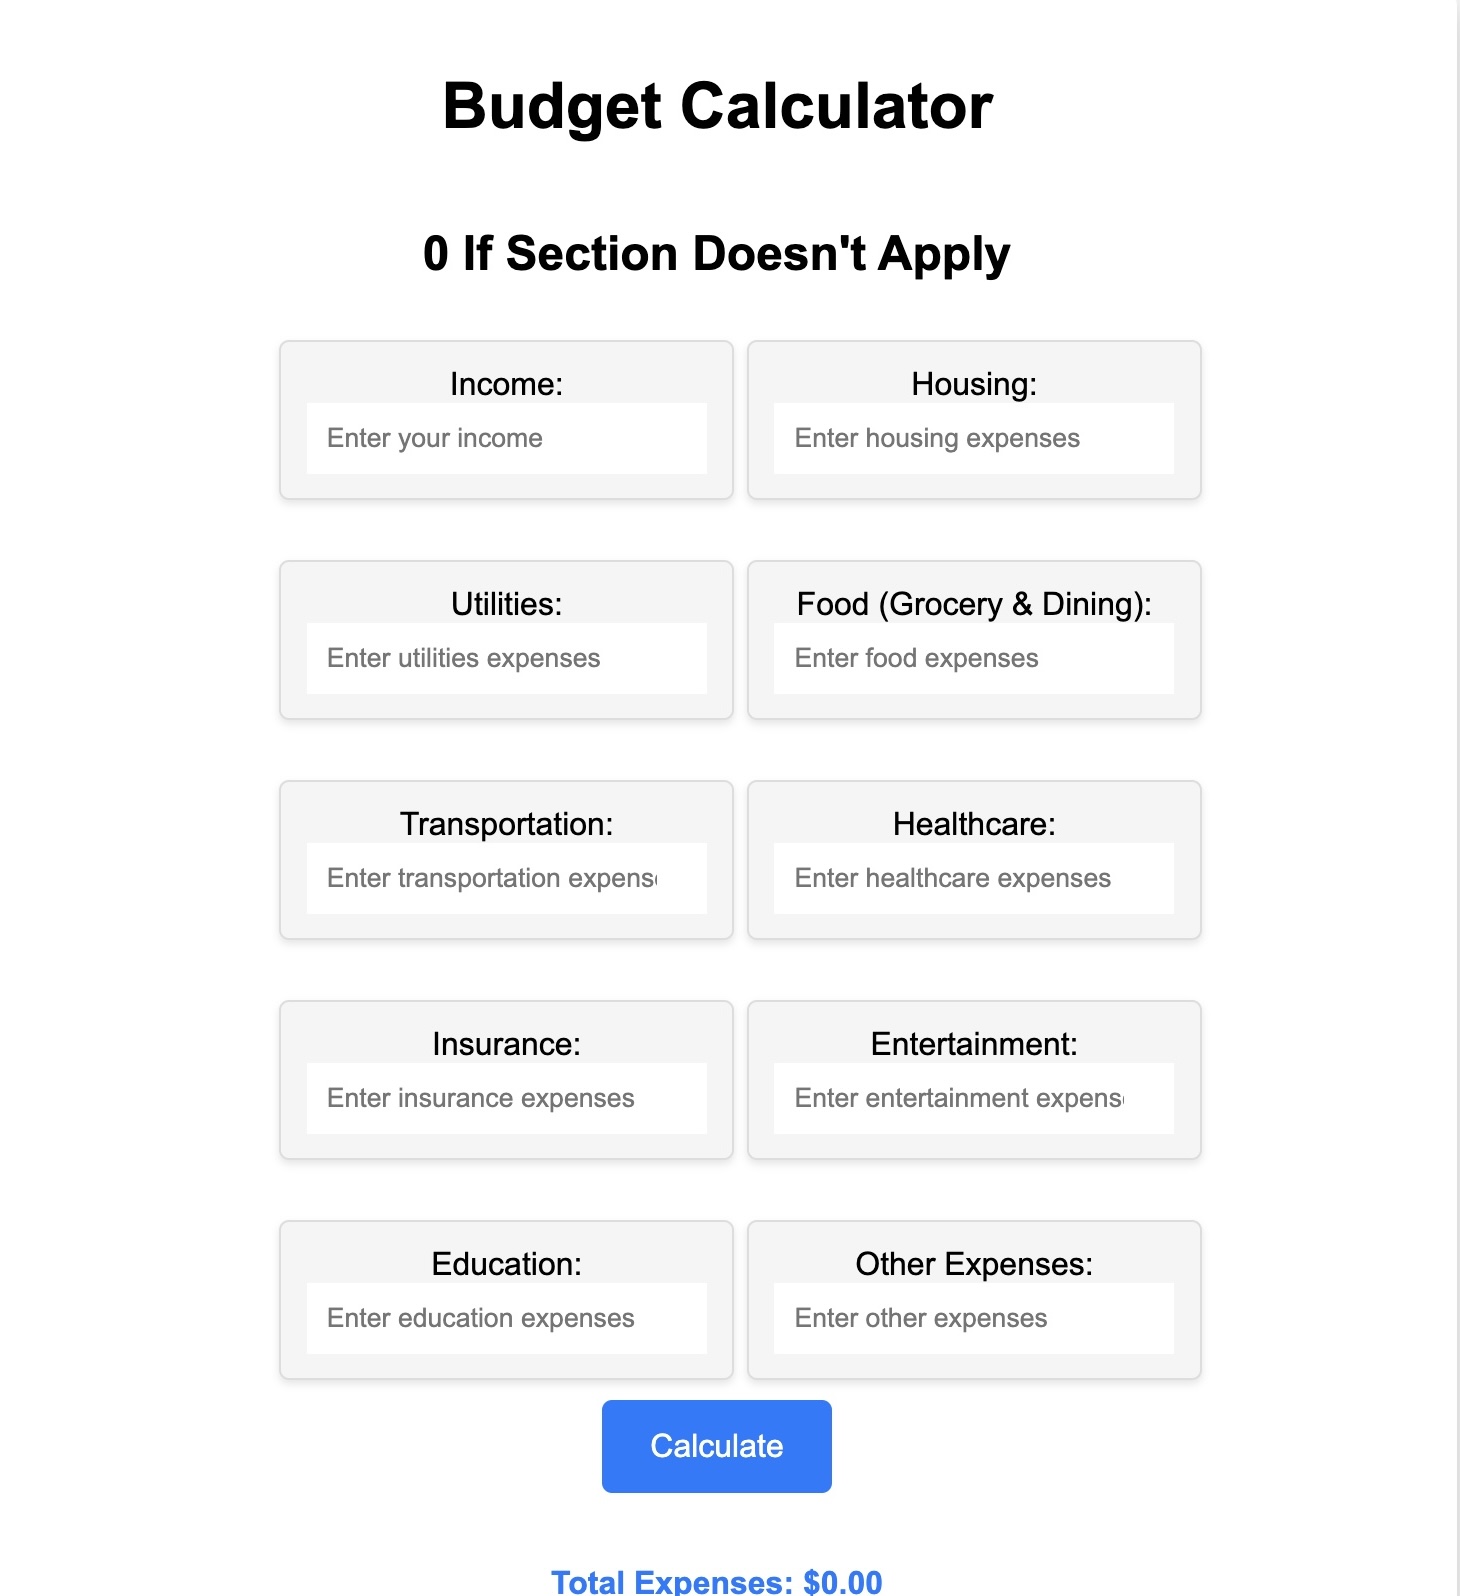 Budget Calculator
0 If Section Doesn't Apply
Income:
Enter your income
Housing:
Enter housing expenses
Utilities:
Enter utilities expenses
Food (Grocery & Dining):
Enter food expenses
Transportation:
Enter transportation expens
Healthcare:
Enter healthcare expenses
Insurance:
Enter insurance expenses
Entertainment:
Enter entertainment expens
Education:
Enter education expenses
Other Expenses:
Enter other expenses
Calculate
Total Expenses: $0.00